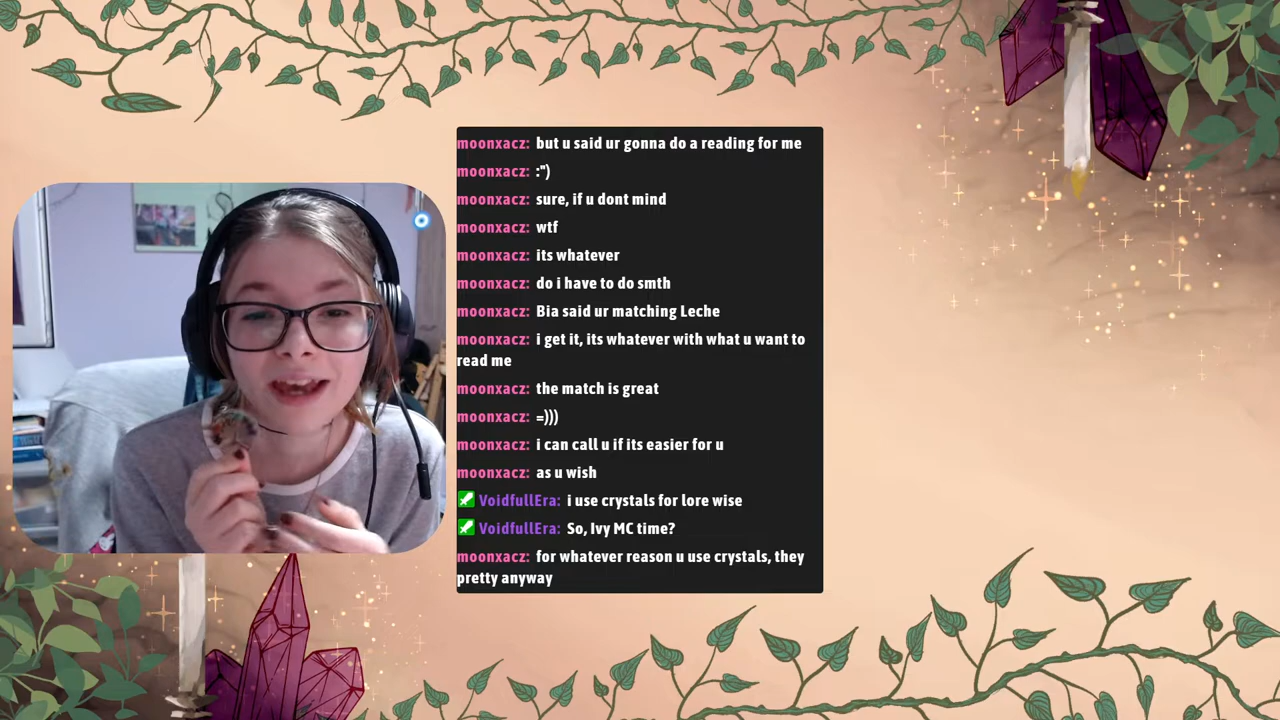 moonxacz: but u said ur gonna do a reading for me
moonxacz: :")
moonxacz: sure, if u dont mind
moonxacz: wtf
moonxacz: its whatever
moonxacz: do i have to do smth
moonxacz: Bia said ur matching Leche
moonxacz: i get it, its whatever with what u want to
read me
moonxacz: the match is great
moonxacz: =)))
moonxacz: i can call u if its easier for u
moonxacz: as u wish
VoidfullEra: i use crystals for lore wise
VoidfullEra: So, Ivy MC time?
moonxacz: for whatever reason u use crystals, they
pretty anyway